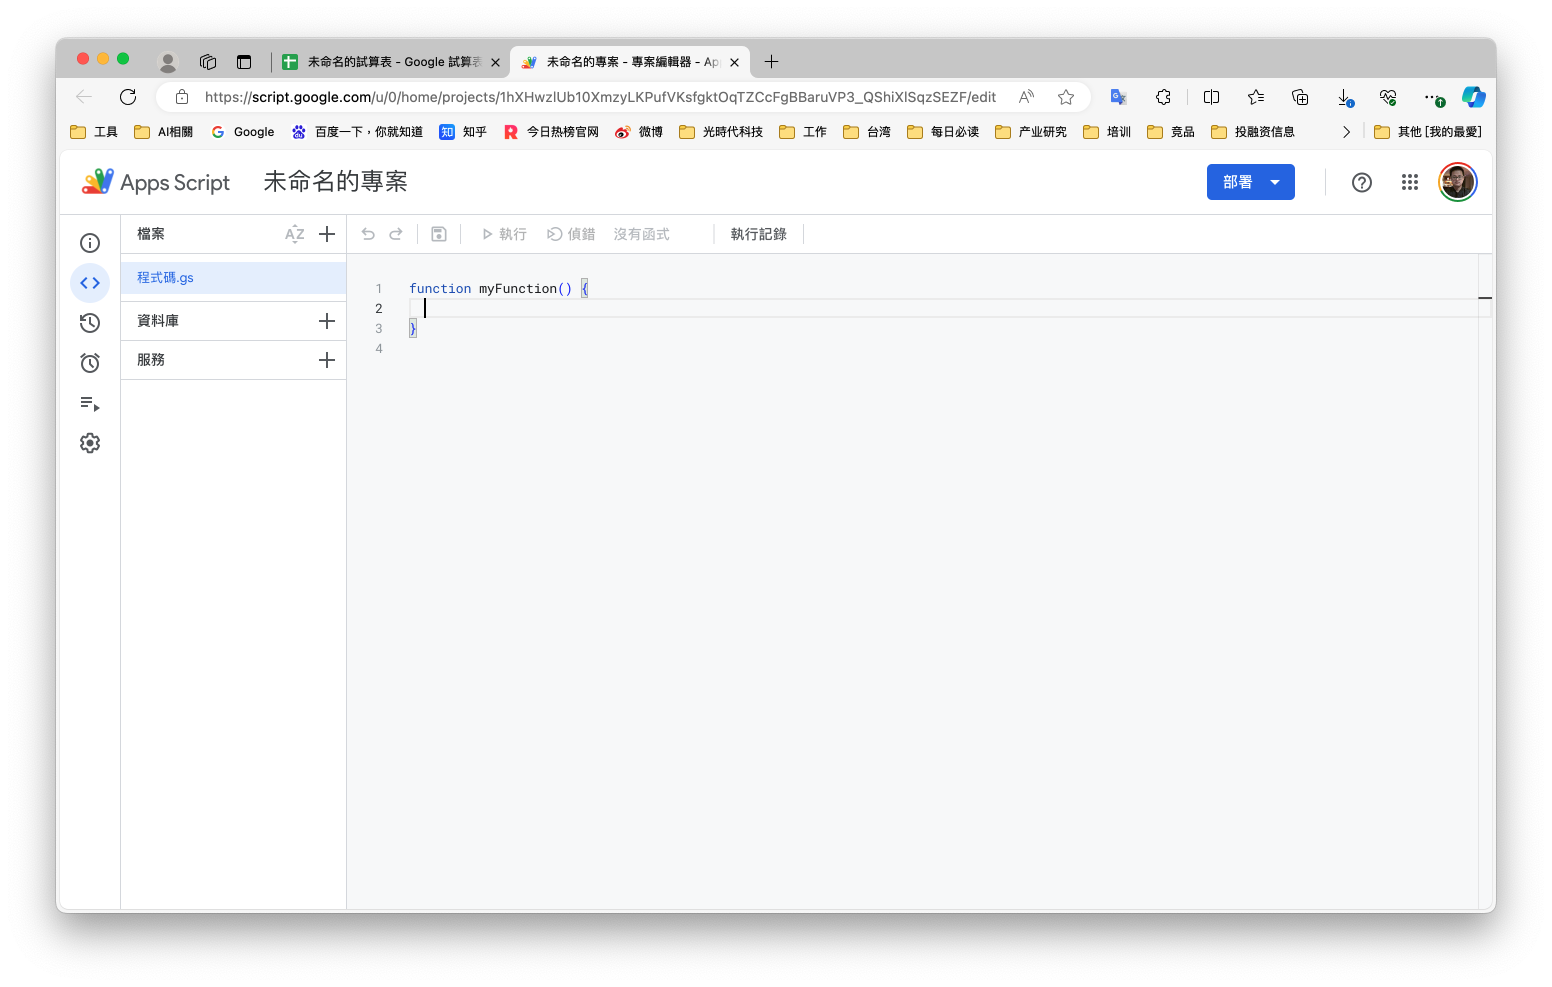 未命名的試算表 - Google 試算表
未命名的專案 - 專案編輯器 - Ap
https://script.google.com/u/0/home/projects/1hXHwzlUb10XmzyLKPufVKsfgktOqTZCcFgBBaruVP3_QShiXlSqzSEZF/edit
工具 AI相關 Google 百度一下，你就知道 知乎 今日热榜官网 微博 光時代科技 工作 台湾 每日必读 产业研究 培训 竞品 投融资信息 其他 [我的最愛]
Apps Script 未命名的專案 部署
檔案 AZ 執行 偵錯 沒有函式 執行記錄
程式碼.gs
資料庫
服務
1 function myFunction() {
2
3 }
4